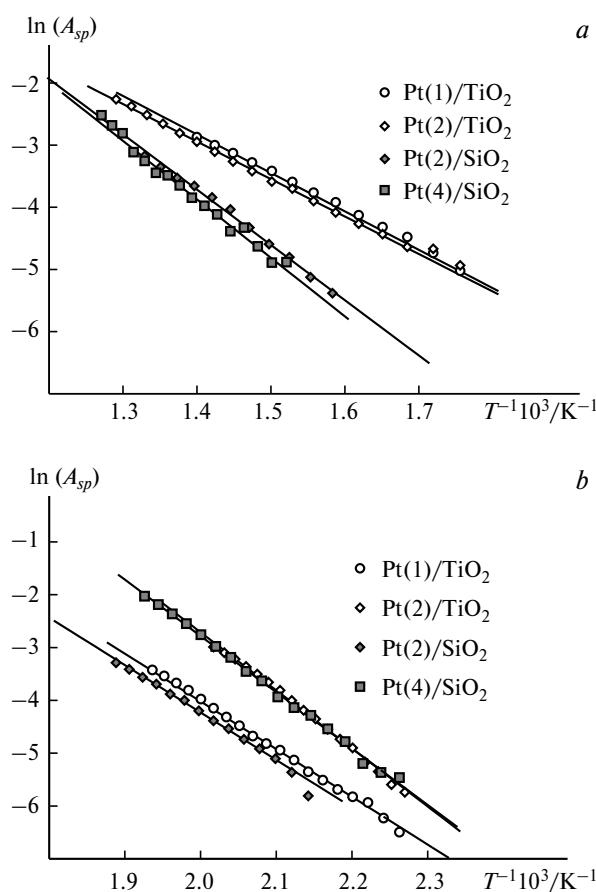 ln (A_sp) a
−2
−3
−4
−5
−6
Pt(1)/TiO₂
Pt(2)/TiO₂
Pt(2)/SiO₂
Pt(4)/SiO₂
1.3 1.4 1.5 1.6 1.7 T⁻¹10³/K⁻¹
ln (A_sp) b
−1
−2
−3
−4
−5
−6
Pt(1)/TiO₂
Pt(2)/TiO₂
Pt(2)/SiO₂
Pt(4)/SiO₂
1.9 2.0 2.1 2.2 2.3 T⁻¹10³/K⁻¹